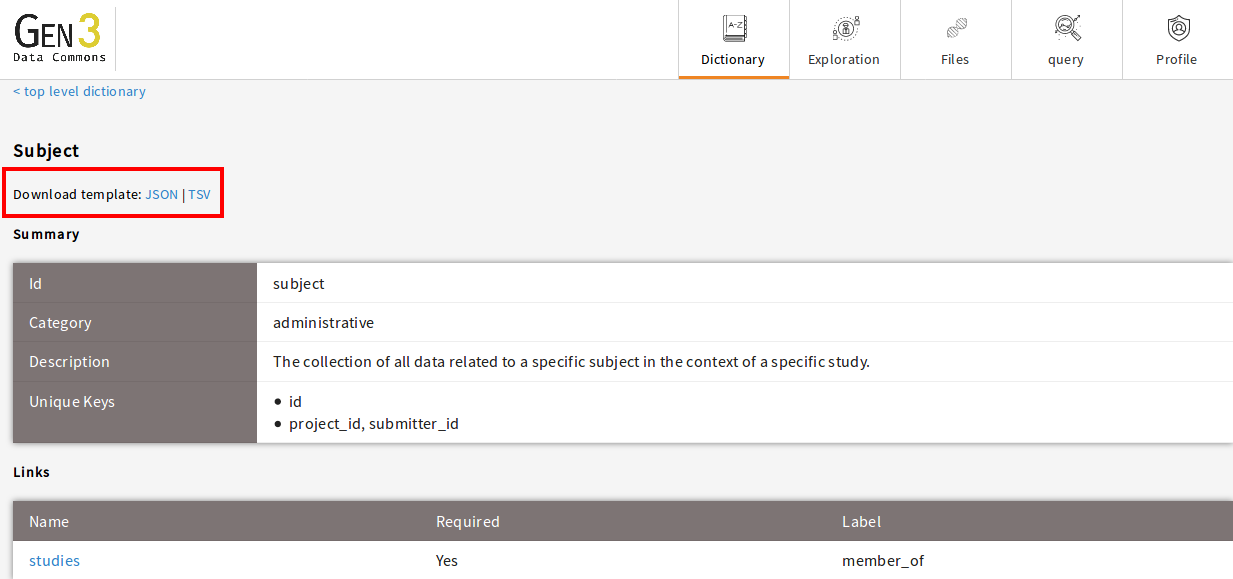 GEN3
Data Commons
A-Z
Dictionary
Exploration
Files
query
Profile
< top level dictionary
Subject
Download template: JSON | TSV
Summary
Id subject
Category administrative
Description The collection of all data related to a specific subject in the context of a specific study.
Unique Keys • id
• project_id, submitter_id
Links
Name Required Label
studies Yes member_of